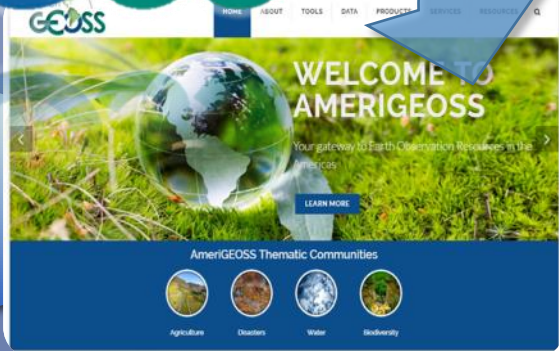 GEOSS
HOME ABOUT TOOLS DATA PRODUCTS SERVICES RESOURCES
WELCOME TO
AMERIGEOSS
Your gateway to Earth Observation Resources in the
Americas
LEARN MORE
AmeriGEOSS Thematic Communities
Agriculture Disasters Water Biodiversity